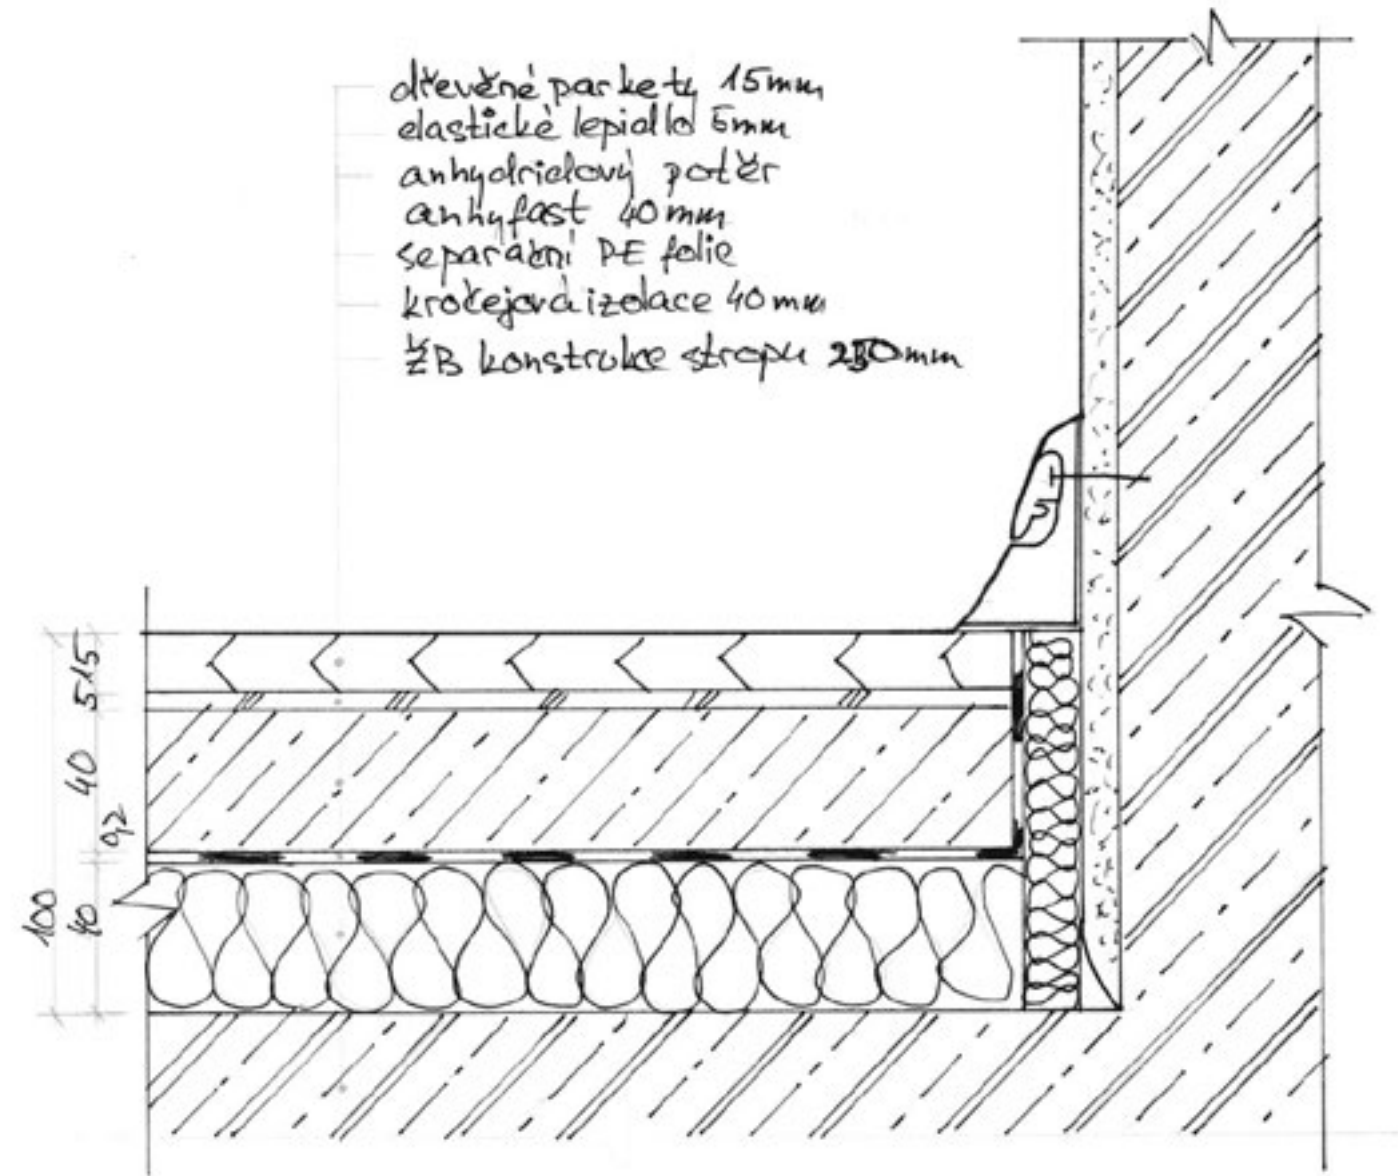 dřevěné parkety 15mm
elastické lepidlo 5mm
anhydridový potěr
anhyfast 40mm
separační PE folie
kročejová izolace 40mm
ŽB konstrukce stropu mm
15
5
40
0,2
40
100